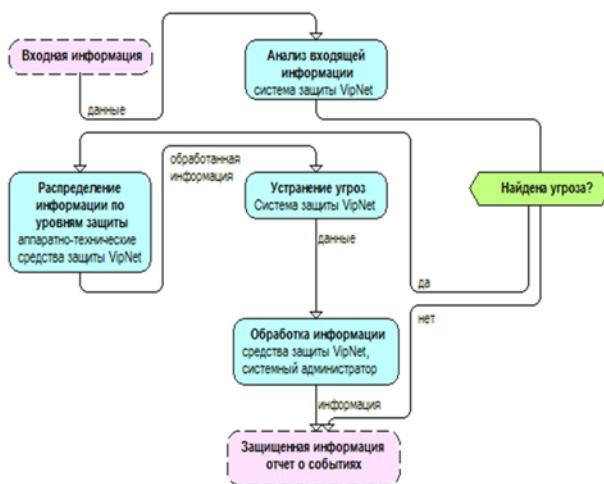 Входная информация
Анализ входящей
информации
система защиты VipNet
данные
обработанная
информация
Распределение
информации по
уровням защиты
аппаратно-технические
средства защиты VipNet
Устранение угроз
Система защиты VipNet
Найдена угроза?
данные
да
нет
Обработка информации
средства защиты VipNet,
системный администратор
информация
Защищенная информация
отчет о событиях